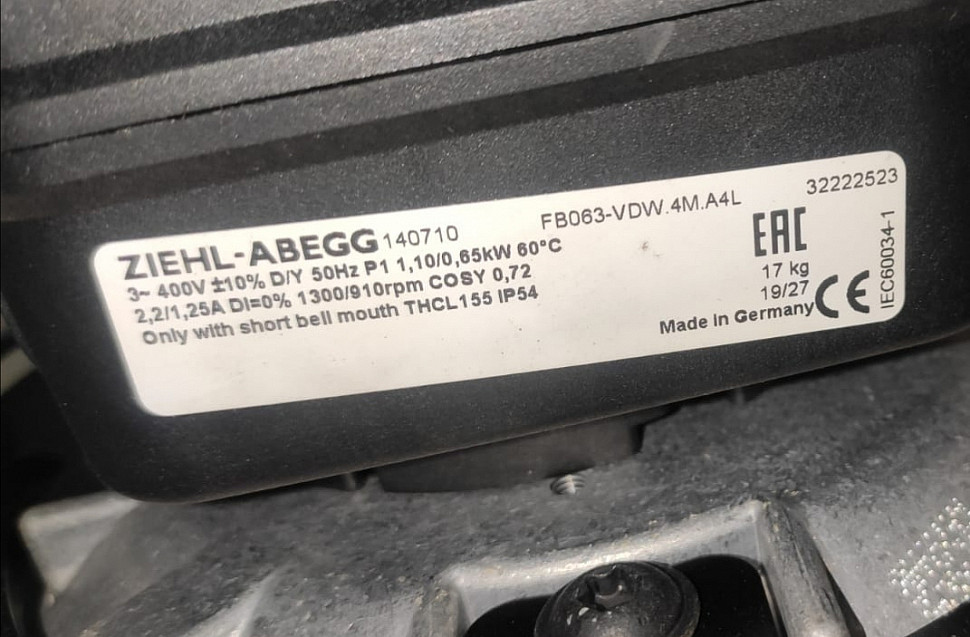 ZIEHL-ABEGG 140710 FB063-VDW.4M.A4L 32222523
3~ 400V ±10% D/Y 50Hz P1 1,10/0,65kW 60°C
2,2/1,25A DI=0% 1300/910rpm COSY 0,72
Only with short bell mouth THCL155 IP54
EAC
17 kg
19/27
Made in Germany CE
IEC60034-1